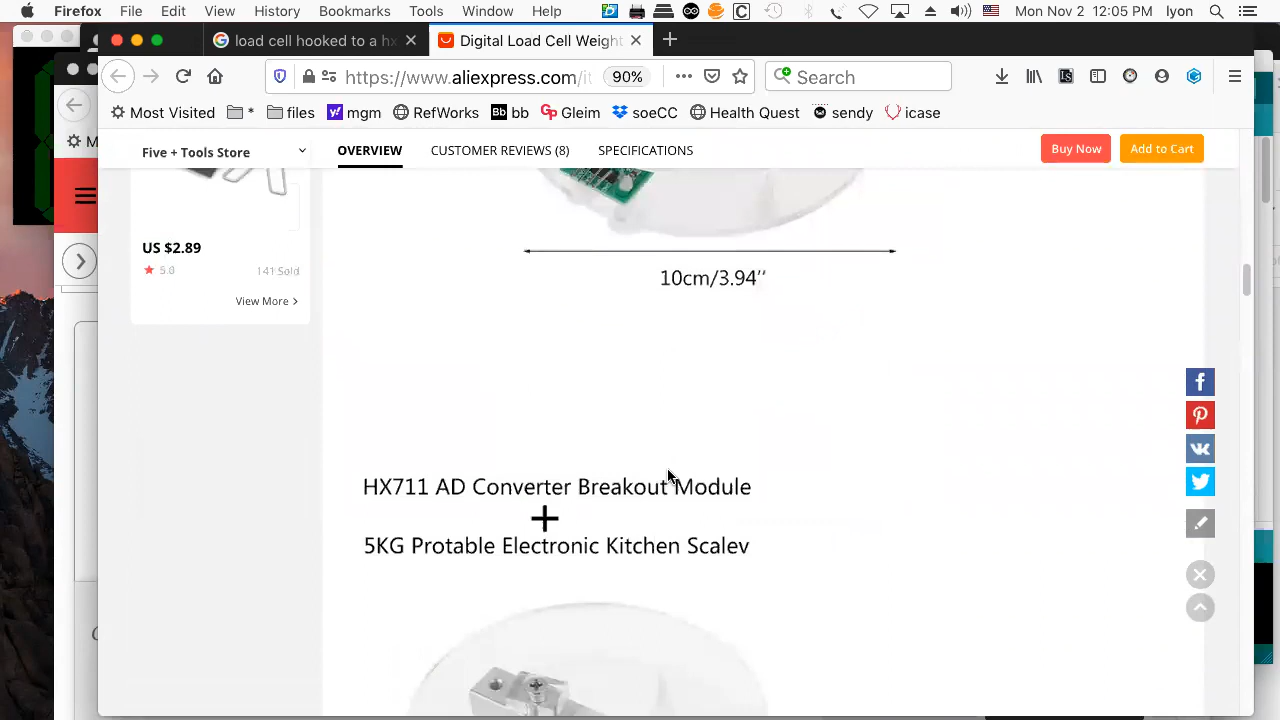 Firefox File Edit View History Bookmarks Tools Window Help Mon Nov 2 12:05 PM lyon
load cell hooked to a hx
Digital Load Cell Weight
https://www.aliexpress.com/it
90%
Search
Most Visited * files mgm RefWorks Bb bb Gp Gleim soeCC Health Quest sendy icase
Five + Tools Store
OVERVIEW CUSTOMER REVIEWS (8) SPECIFICATIONS
Buy Now Add to Cart
US $2.89
5.0 141 Sold
View More >
10cm/3.94’’
HX711 AD Converter Breakout Module
+
5KG Protable Electronic Kitchen Scalev